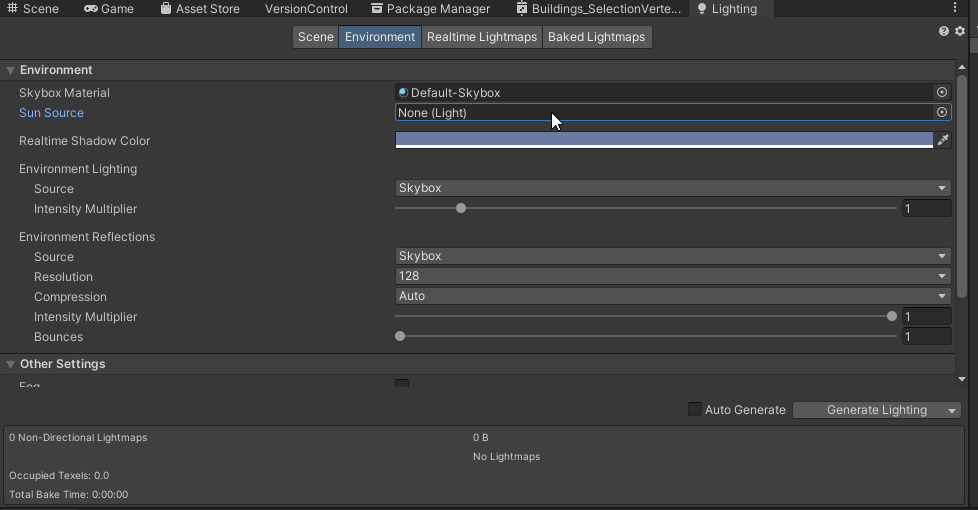 Scene Game Asset Store VersionControl Package Manager Buildings_SelectionVerte... Lighting
Scene Environment Realtime Lightmaps Baked Lightmaps
Environment
Skybox Material Default-Skybox
Sun Source None (Light)
Realtime Shadow Color
Environment Lighting
Source Skybox
Intensity Multiplier 1
Environment Reflections
Source Skybox
Resolution 128
Compression Auto
Intensity Multiplier 1
Bounces 1
Other Settings
Fog
Auto Generate Generate Lighting
0 Non-Directional Lightmaps 0 B
No Lightmaps
Occupied Texels: 0.0
Total Bake Time: 0:00:00